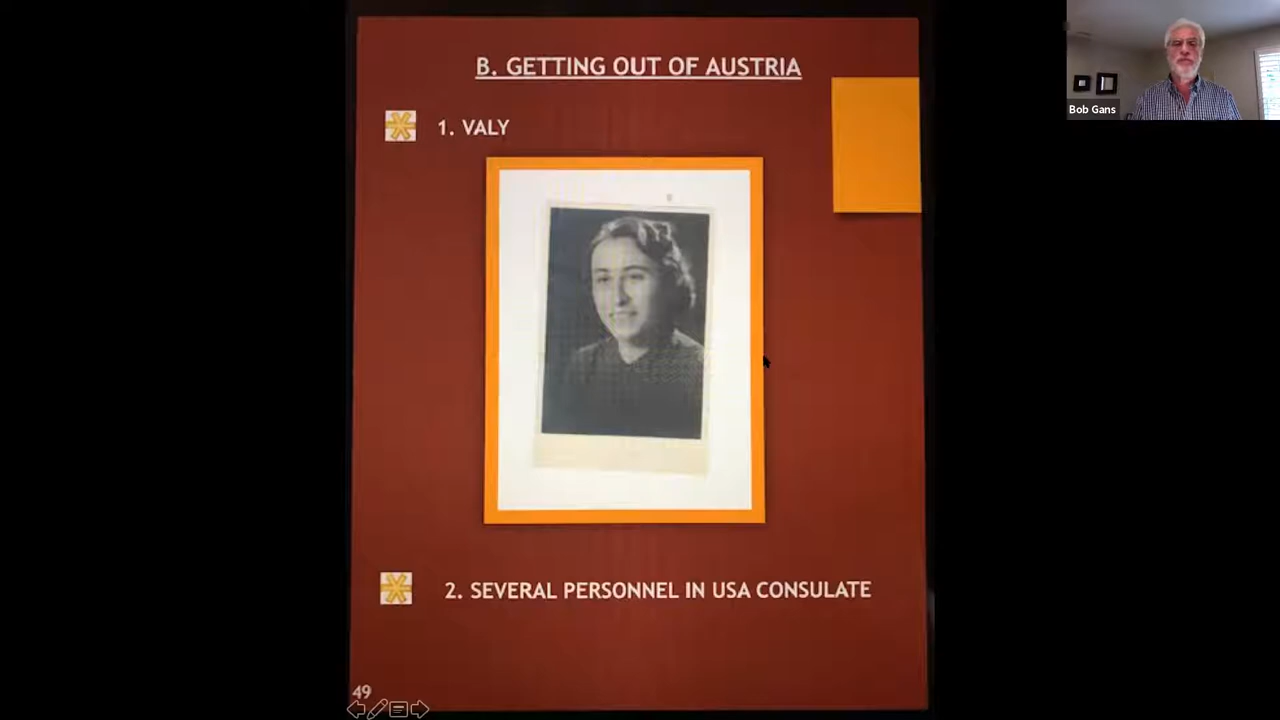 B. GETTING OUT OF AUSTRIA
1. VALY
2. SEVERAL PERSONNEL IN USA CONSULATE
49
Bob Gans